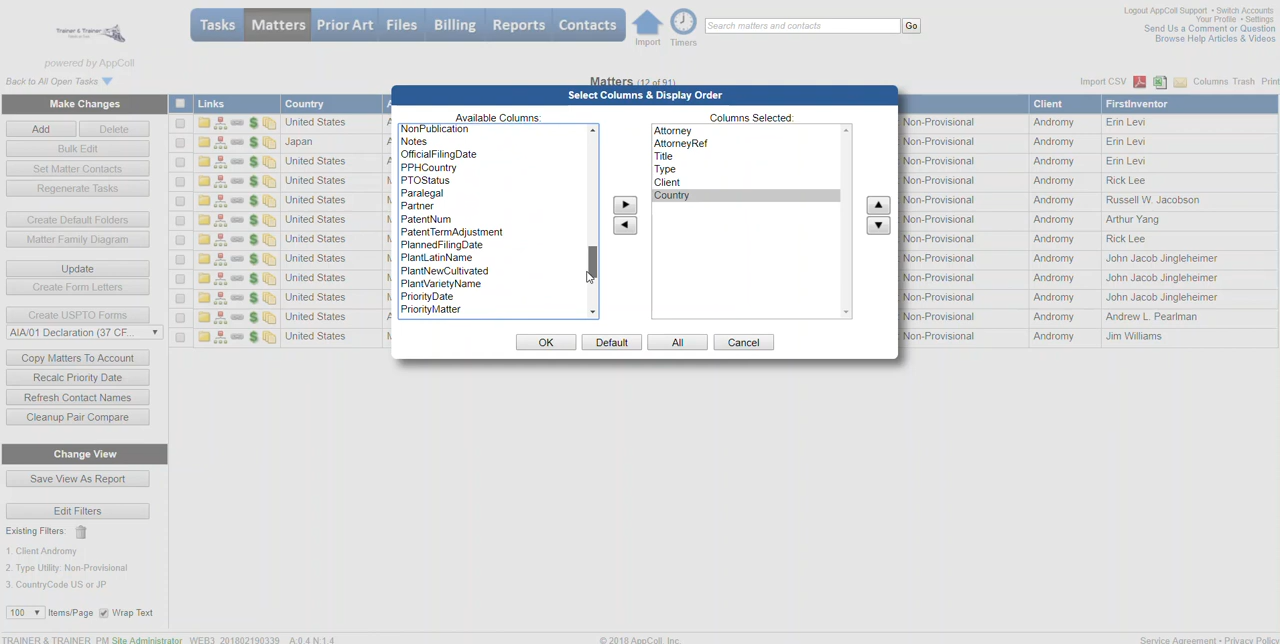 Tasks Matters Prior Art Files Billing Reports Contacts
Import
Timers
Search matters and contacts Go
Logout AppColl Support • Switch Accounts
Your Profile • Settings
Send Us a Comment or Question
Browse Help Articles & Videos
Trainer & Trainer
powered by AppColl
Back to All Open Tasks
Matters (12 of 91)
Import CSV Columns Trash Print
Make Changes
Add Delete
Bulk Edit
Set Matter Contacts
Regenerate Tasks
Create Default Folders
Matter Family Diagram
Update
Create Form Letters
Create USPTO Forms
AIA/01 Declaration (37 CF...
Copy Matters To Account
Recalc Priority Date
Refresh Contact Names
Cleanup Pair Compare
Change View
Save View As Report
Edit Filters
Existing Filters:
1. Client Andromy
2. Type Utility: Non-Provisional
3. CountryCode US or JP
100 Items/Page Wrap Text
Links Country Client FirstInventor
United States Non-Provisional Andromy Erin Levi
Japan Non-Provisional Andromy Erin Levi
United States Non-Provisional Andromy Erin Levi
United States Non-Provisional Andromy Rick Lee
United States Non-Provisional Andromy Russell W. Jacobson
United States Non-Provisional Andromy Arthur Yang
United States Non-Provisional Andromy Rick Lee
United States Non-Provisional Andromy John Jacob Jingleheimer
United States Non-Provisional Andromy John Jacob Jingleheimer
United States Non-Provisional Andromy John Jacob Jingleheimer
United States Non-Provisional Andromy Andrew L. Pearlman
United States Non-Provisional Andromy Jim Williams
Select Columns & Display Order
Available Columns:
NonPublication
Notes
OfficialFilingDate
PPHCountry
PTOStatus
Paralegal
Partner
PatentNum
PatentTermAdjustment
PlannedFilingDate
PlantLatinName
PlantNewCultivated
PlantVarietyName
PriorityDate
PriorityMatter
Columns Selected:
Attorney
AttorneyRef
Title
Type
Client
Country
OK Default All Cancel
TRAINER & TRAINER PM Site Administrator WEB3_201802190339 A:0.4 N:1.4
© 2018 AppColl, Inc.
Service Agreement • Privacy Policy